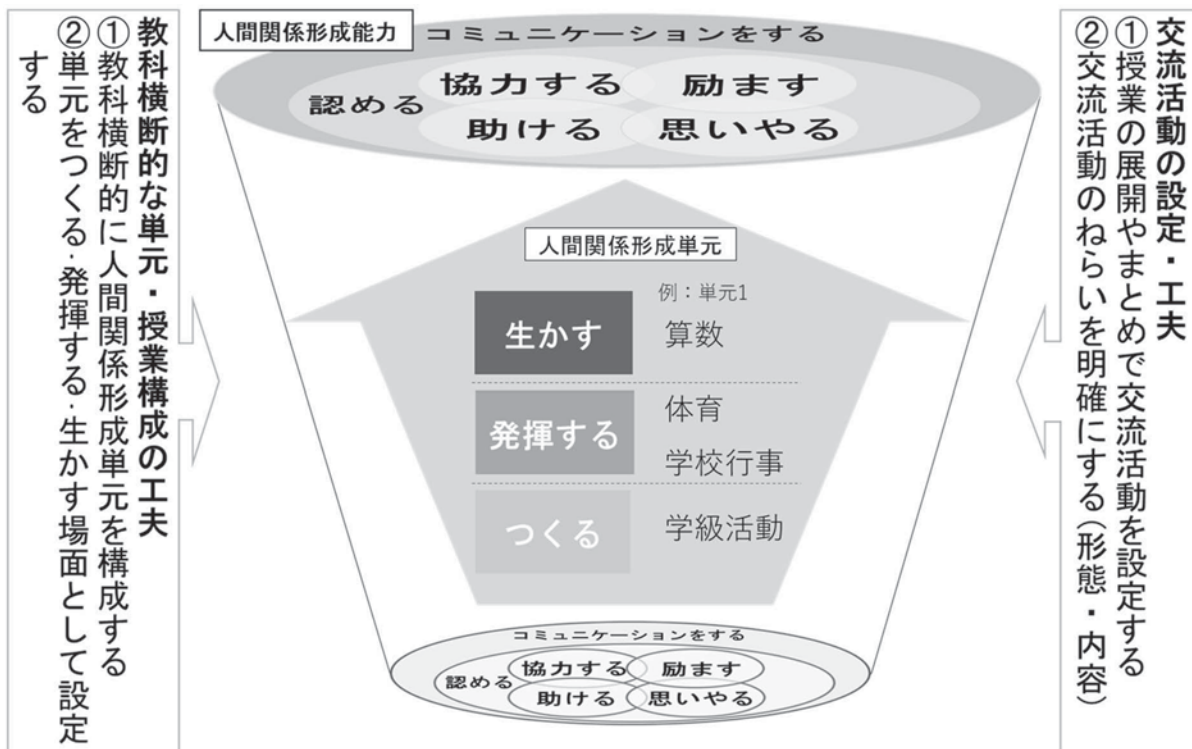 交流活動の設定・工夫
①授業の展開やまとめで交流活動を設定する
②交流活動のねらいを明確にする(形態・内容)
人間関係形成能力
コミュニケーションをする
協力する
励ます
認める
助ける
思いやる
人間関係形成単元
例：単元1
生かす
算数
発揮する
体育
学校行事
つくる
学級活動
コミュニケーションをする
協力する
励ます
認める
助ける
思いやる
教科横断的な単元・授業構成の工夫
①教科横断的に人間関係形成単元を構成する
②単元をつくる・発揮する・生かす場面として設定
する